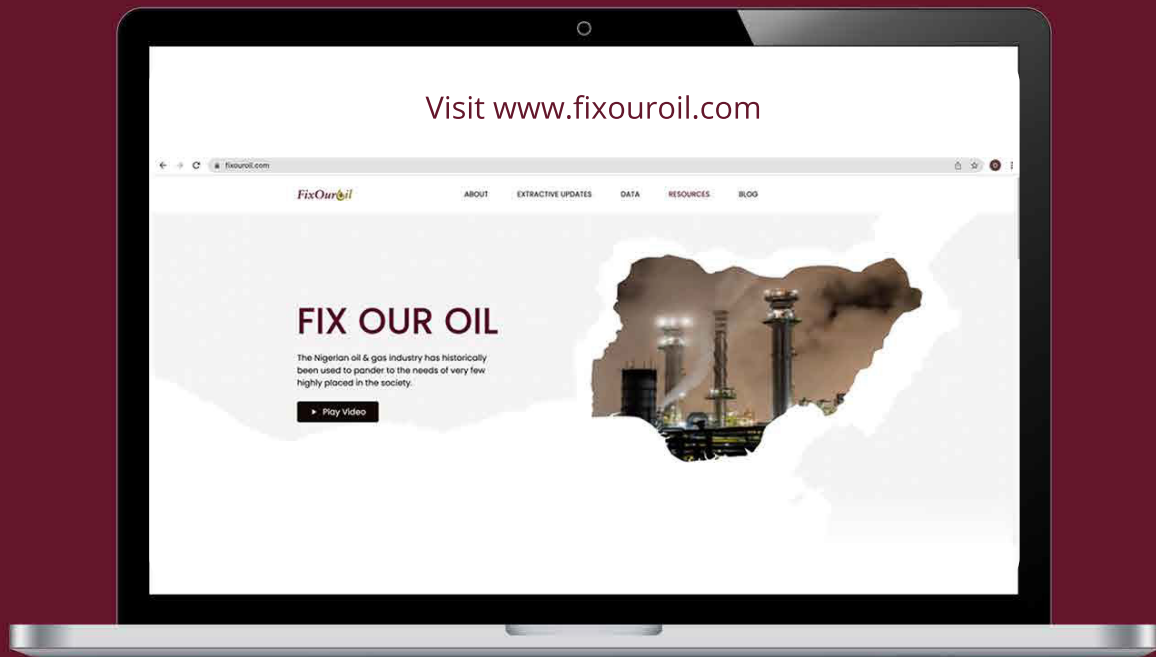 Visit www.fixouroil.com
fixouroil.com
FixOurOil
ABOUT
EXTRACTIVE UPDATES
DATA
RESOURCES
BLOG
FIX OUR OIL
The Nigerian oil & gas industry has historically
been used to pander to the needs of very few
highly placed in the society.
Play Video